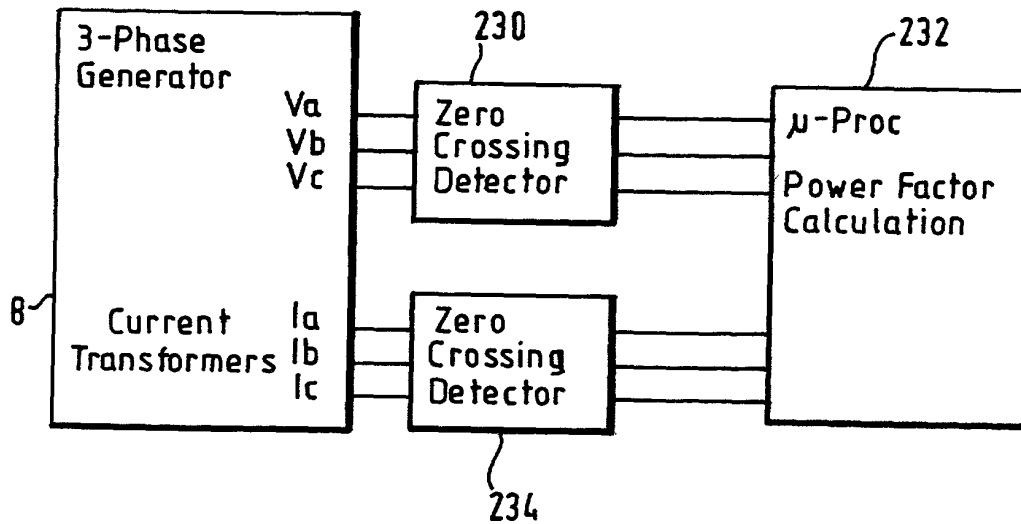 3-Phase
Generator
Va
Vb
Vc
Current
Transformers
Ia
Ib
Ic
8
230
Zero
Crossing
Detector
Zero
Crossing
Detector
234
232
µ-Proc
Power Factor
Calculation